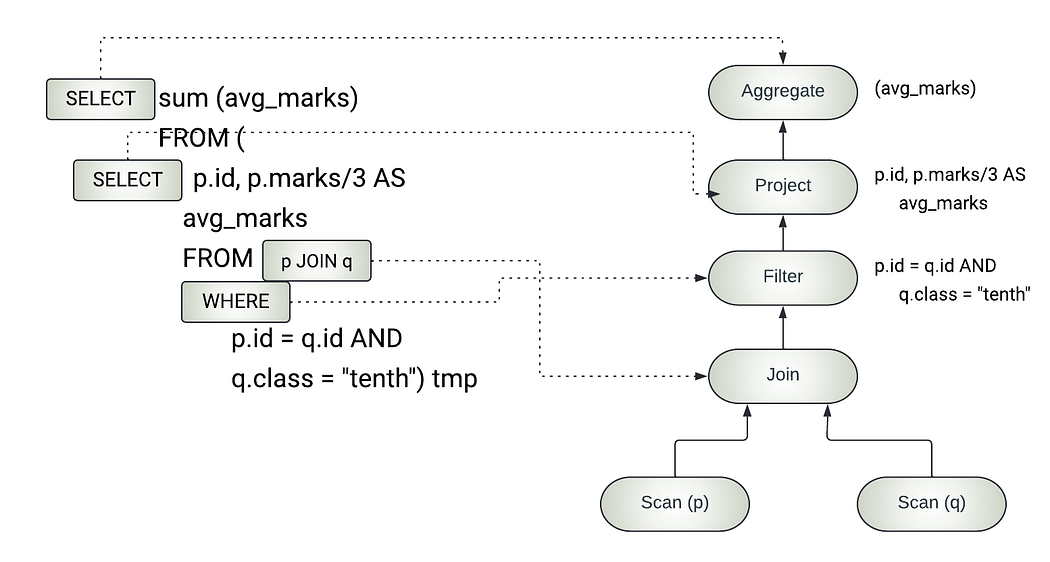 SELECT sum (avg_marks)
FROM (
SELECT p.id, p.marks/3 AS
avg_marks
FROM p JOIN q
WHERE
p.id = q.id AND
q.class = "tenth") tmp
Aggregate (avg_marks)
Project p.id, p.marks/3 AS
avg_marks
Filter p.id = q.id AND
q.class = "tenth"
Join
Scan (p) Scan (q)